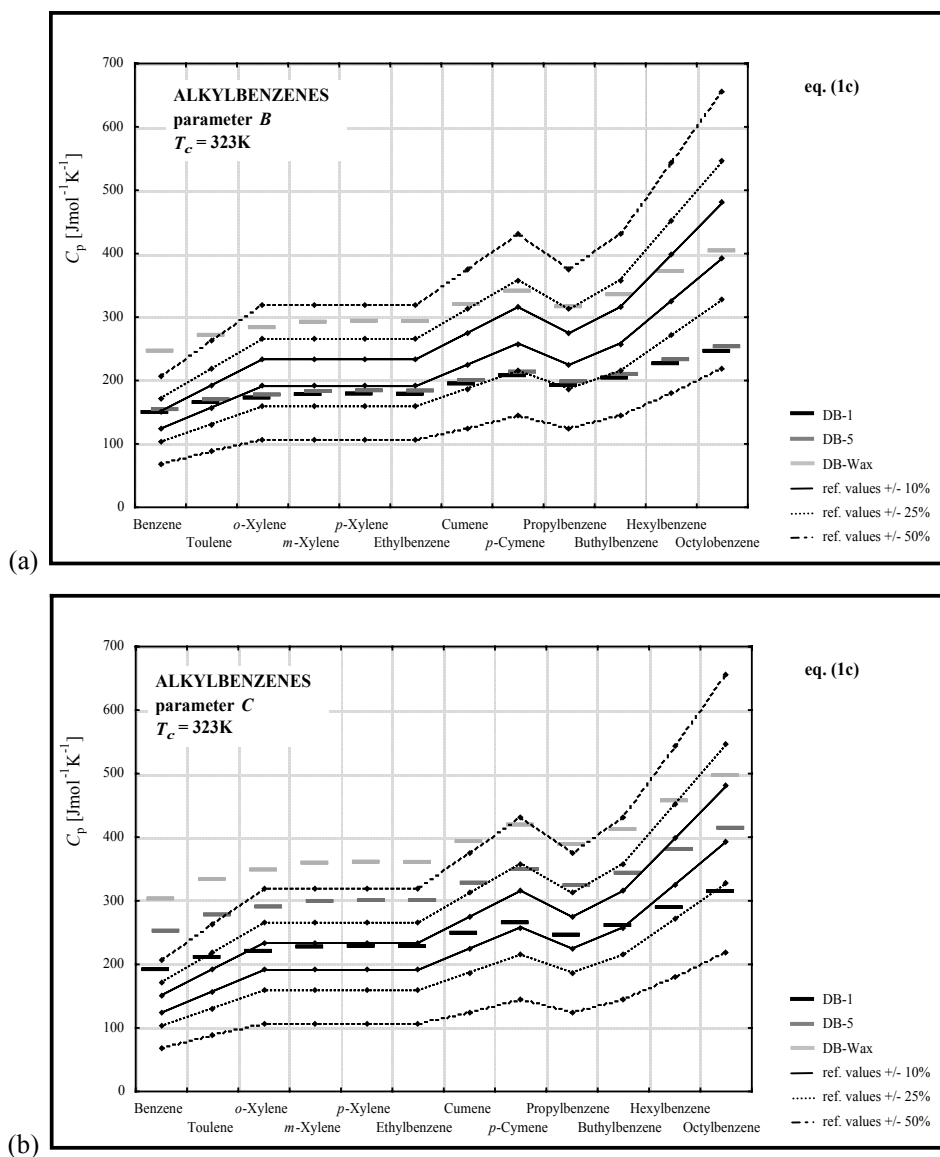 700
600
500
400
300
200
100
0
C_p [Jmol⁻¹K⁻¹]
ALKYLBENZENES
parameter B
T_c = 323K
eq. (1c)
DB-1
DB-5
DB-Wax
ref. values +/- 10%
ref. values +/- 25%
ref. values +/- 50%
Benzene o-Xylene p-Xylene Cumene Propylbenzene Hexylbenzene
Toulene m-Xylene Ethylbenzene p-Cymene Buthylbenzene Octylobenzene
(a)
700
600
500
400
300
200
100
0
C_p [Jmol⁻¹K⁻¹]
ALKYLBENZENES
parameter C
T_c = 323K
eq. (1c)
DB-1
DB-5
DB-Wax
ref. values +/- 10%
ref. values +/- 25%
ref. values +/- 50%
Benzene o-Xylene p-Xylene Cumene Propylbenzene Hexylbenzene
Toulene m-Xylene Ethylbenzene p-Cymene Buthylbenzene Octylbenzene
(b)